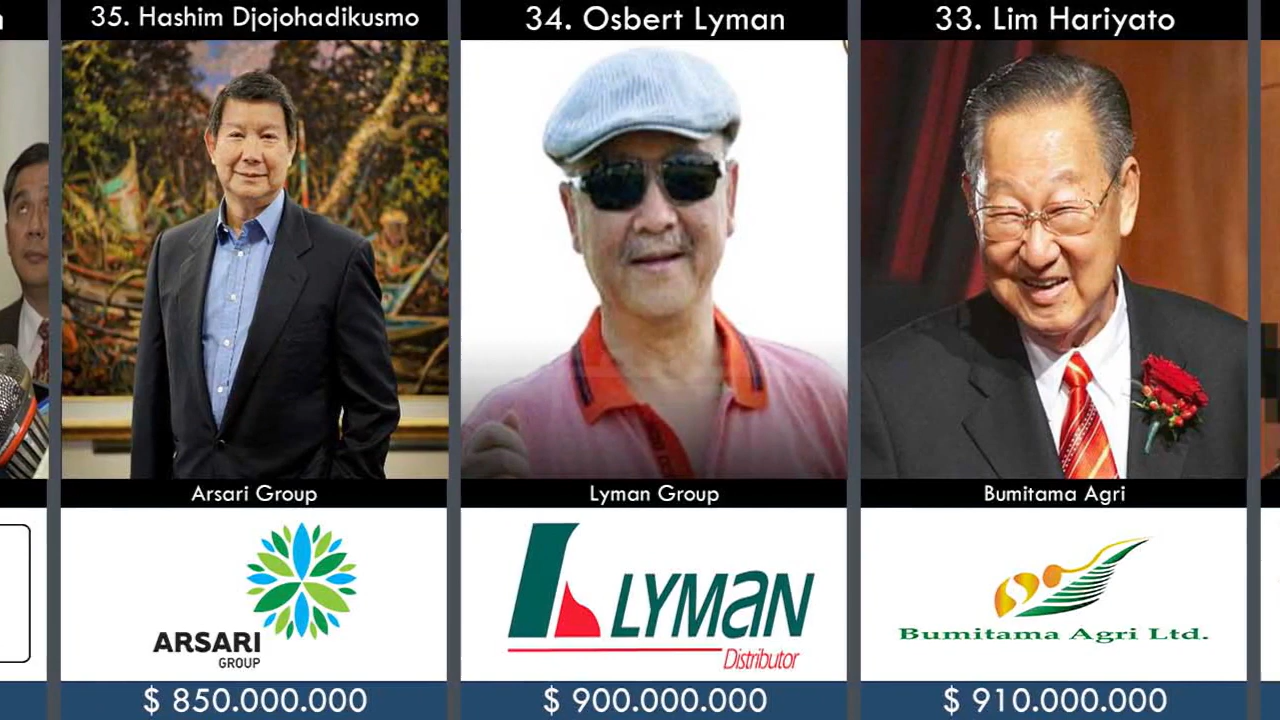 35. Hashim Djojohadikusmo
Arsari Group
ARSARI
GROUP
$ 850.000.000
34. Osbert Lyman
Lyman Group
LYMAN
Distributor
$ 900.000.000
33. Lim Hariyato
Bumitama Agri
Bumitama Agri Ltd.
$ 910.000.000